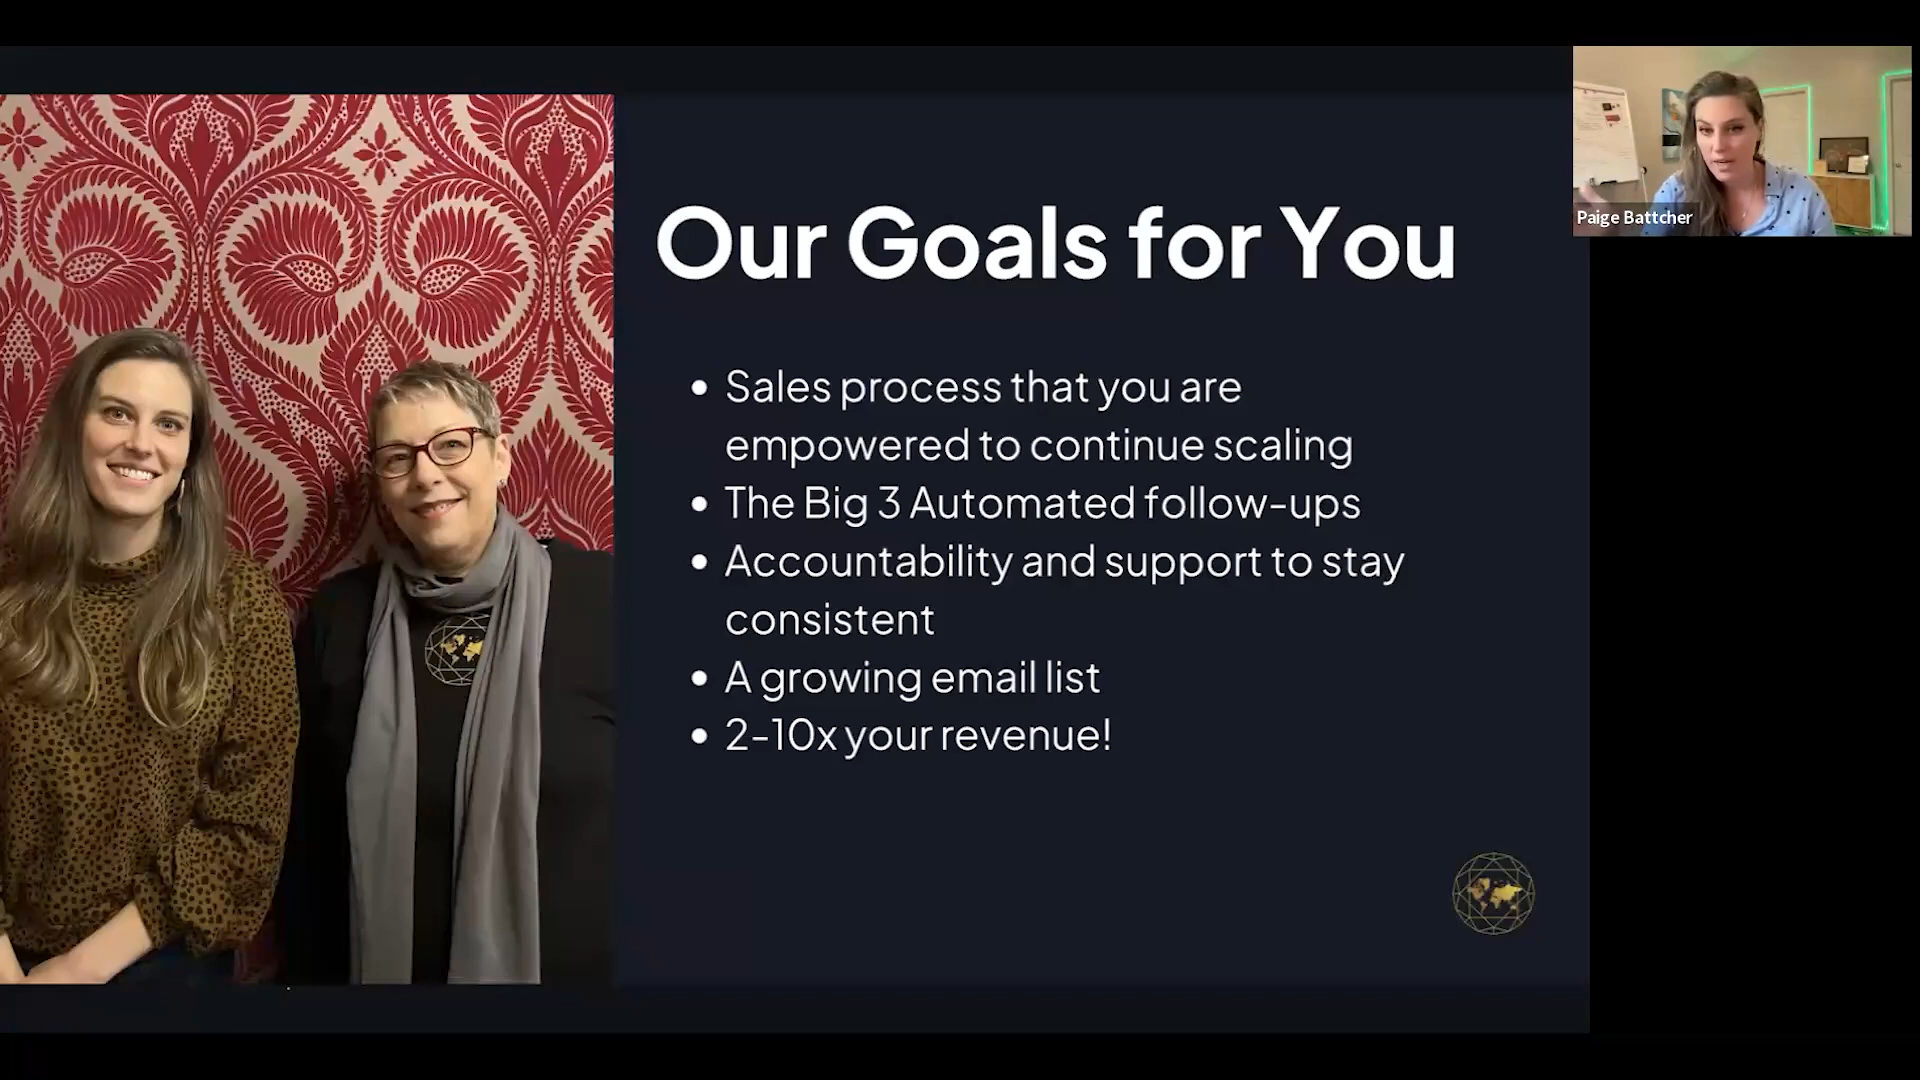 Our Goals for You
• Sales process that you are
empowered to continue scaling
• The Big 3 Automated follow-ups
• Accountability and support to stay
consistent
• A growing email list
• 2-10x your revenue!
Paige Battcher